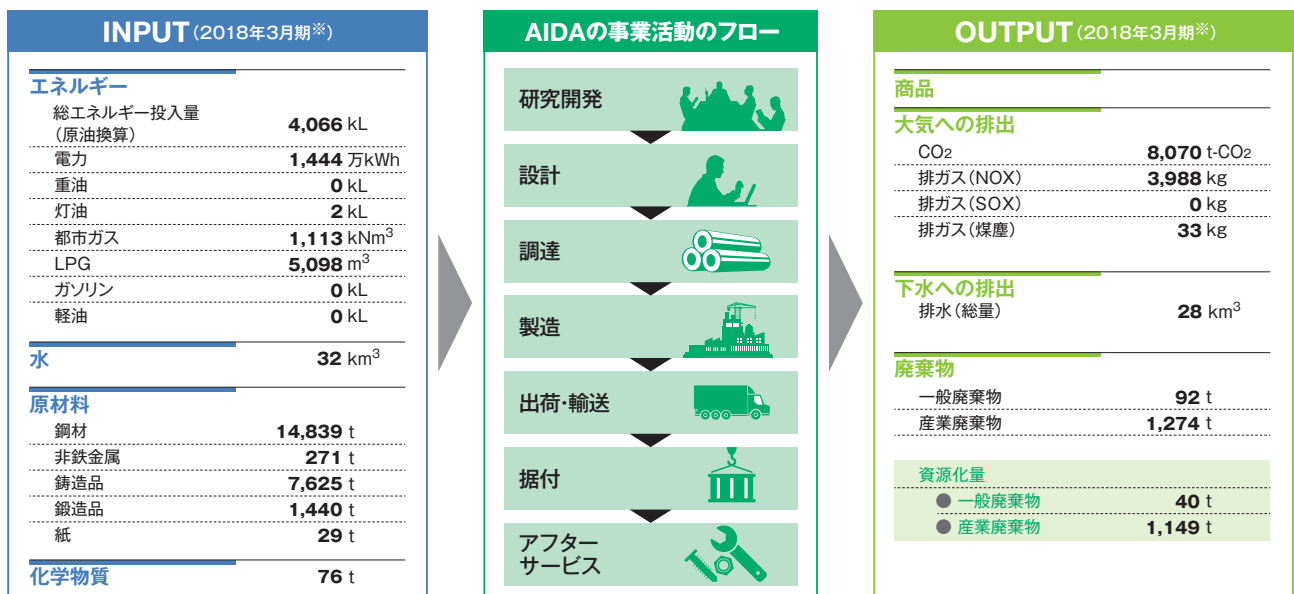 INPUT(2018年3月期※)
エネルギー
総エネルギー投入量
(原油換算)
4,066 kL
電力 1,444 万kWh
重油 0 kL
灯油 2 kL
都市ガス 1,113 kNm3
LPG 5,098 m3
ガソリン 0 kL
軽油 0 kL
水 32 km3
原材料
鋼材 14,839 t
非鉄金属 271 t
鋳造品 7,625 t
鍛造品 1,440 t
紙 29 t
化学物質 76 t
AIDAの事業活動のフロー
研究開発
設計
調達
製造
出荷・輸送
据付
アフター
サービス
OUTPUT(2018年3月期※)
商品
大気への排出
CO2 8,070 t-CO2
排ガス(NOX) 3,988 kg
排ガス(SOX) 0 kg
排ガス(煤塵) 33 kg
下水への排出
排水(総量) 28 km3
廃棄物
一般廃棄物 92 t
産業廃棄物 1,274 t
資源化量
● 一般廃棄物 40 t
● 産業廃棄物 1,149 t